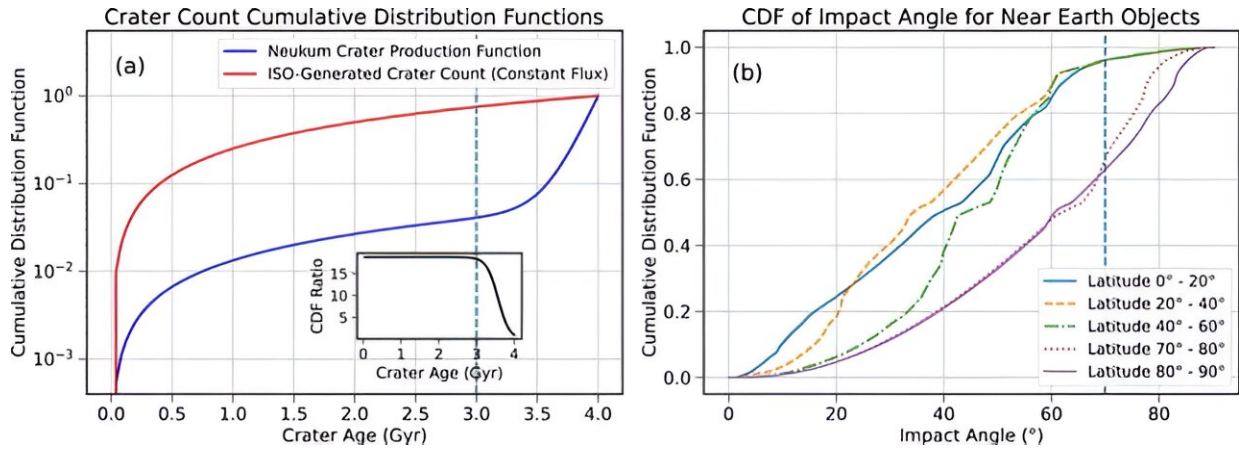 Crater Count Cumulative Distribution Functions
(a)
Neukum Crater Production Function
ISO-Generated Crater Count (Constant Flux)
Cumulative Distribution Function
10⁰
10⁻¹
10⁻²
10⁻³
CDF Ratio
15
10
5
0 1 2 3 4
Crater Age (Gyr)
0.0 0.5 1.0 1.5 2.0 2.5 3.0 3.5 4.0
Crater Age (Gyr)
CDF of Impact Angle for Near Earth Objects
(b)
Cumulative Distribution Function
1.0
0.8
0.6
0.4
0.2
0.0
Latitude 0° - 20°
Latitude 20° - 40°
Latitude 40° - 60°
Latitude 70° - 80°
Latitude 80° - 90°
0 20 40 60 80
Impact Angle (°)